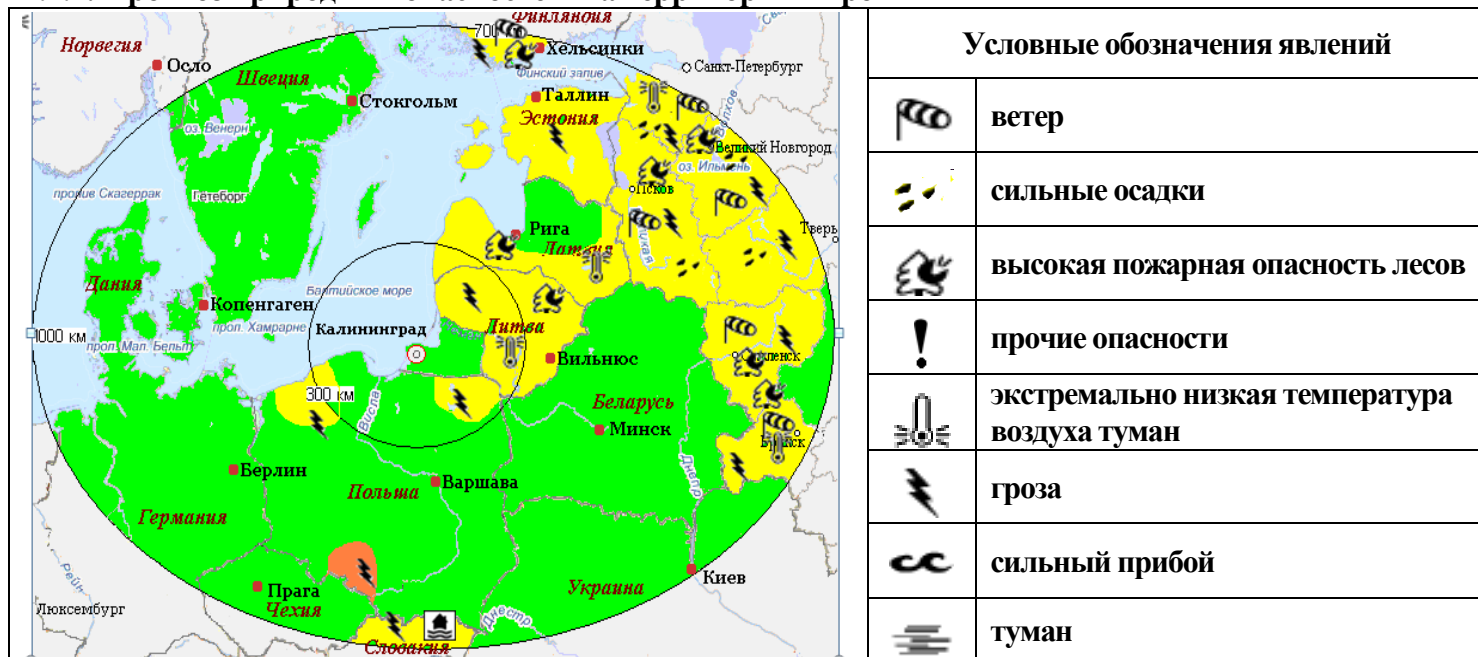 Финляндия
700
Норвегия
Осло
Хельсинки
Швеция
Финский залив
Санкт-Петербург
Стокгольм
Таллин
Эстония
Волхов
оз. Венерн
Великий Новгород
оз. Ильмень
Псков
пролив Скагеррак
Гётеборг
Рига
Латвия
Тверь
Дания
Балтийское море
Копенгаген
прол. Хамрарне
Калининград
Литва
1000 км
прол. Мал. Бельт
Вильнюс
300 км
Висла
Беларусь
Минск
Днепр
Берлин
Польша
Варшава
Германия
Рейн
Прага
Чехия
Украина
Киев
Люксембург
Днестр
Словакия
Условные обозначения явлений
ветер
сильные осадки
высокая пожарная опасность лесов
прочие опасности
экстремально низкая температура
воздуха туман
гроза
сильный прибой
туман